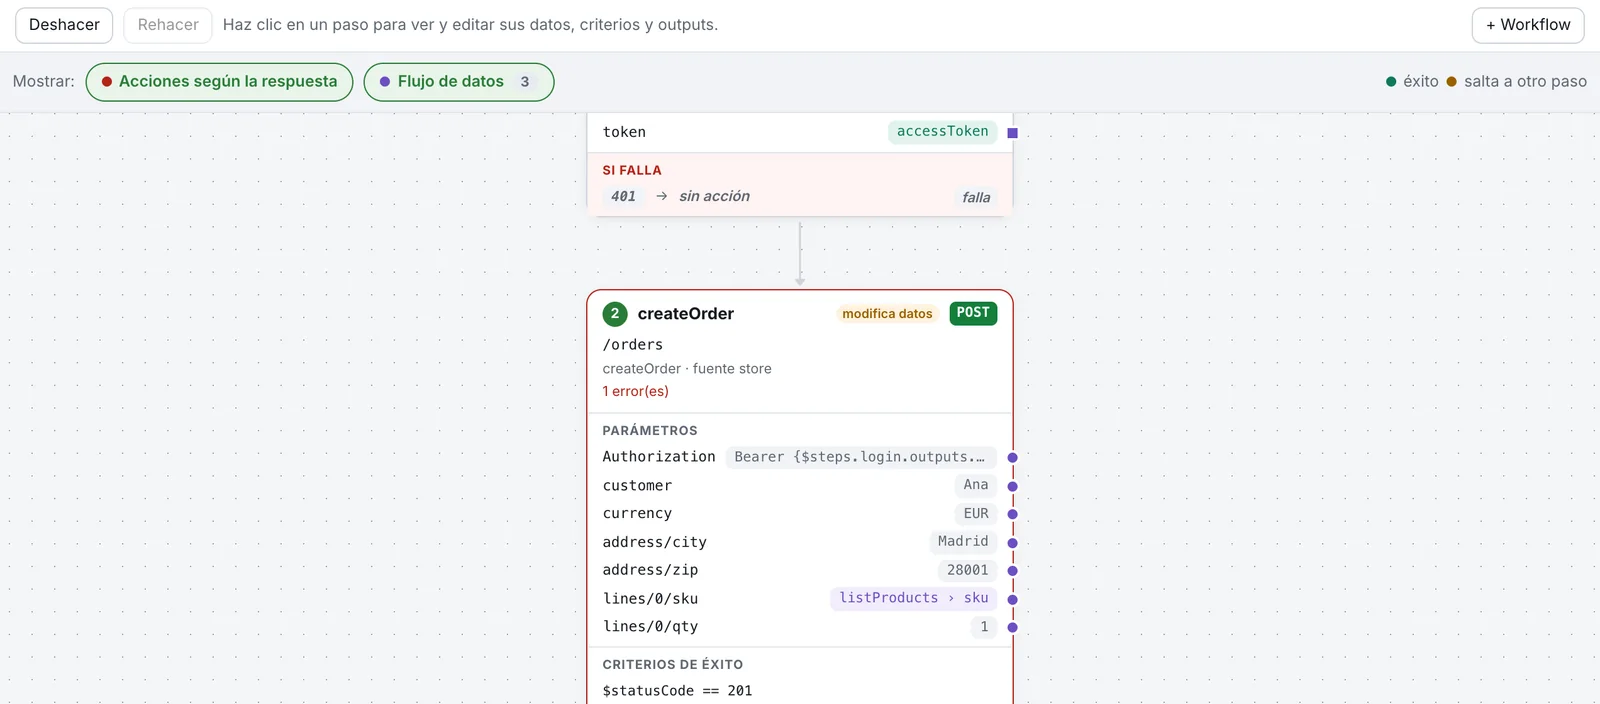 Deshacer Rehacer Haz clic en un paso para ver y editar sus datos, criterios y outputs. + Workflow
Mostrar: Acciones según la respuesta Flujo de datos 3 éxito salta a otro paso
token accessToken
SI FALLA
401 → sin acción falla
2 createOrder modifica datos POST
/orders
createOrder · fuente store
1 error(es)
PARÁMETROS
Authorization Bearer {$steps.login.outputs.…
customer Ana
currency EUR
address/city Madrid
address/zip 28001
lines/0/sku listProducts › sku
lines/0/qty 1
CRITERIOS DE ÉXITO
$statusCode == 201